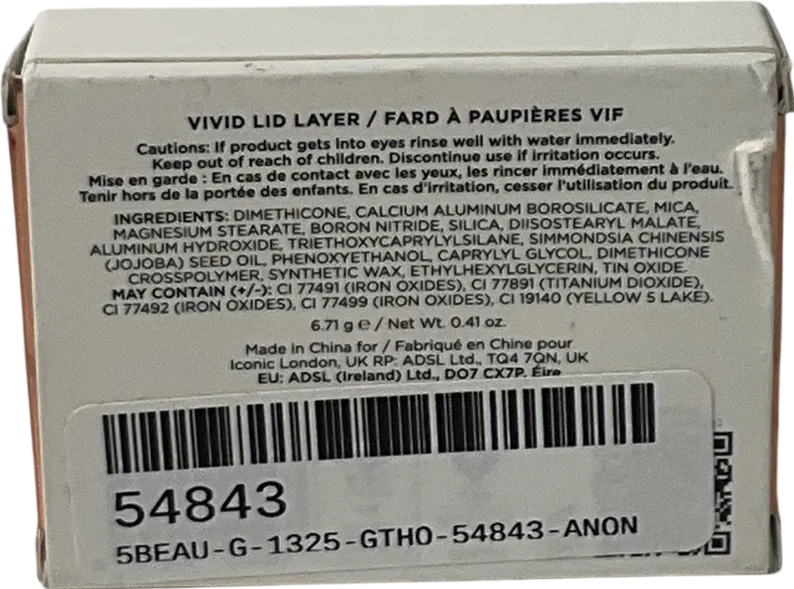 VIVID LID LAYER / FARD À PAUPIÈRES VIF
Cautions: If product gets into eyes rinse well with water immediately.
Keep out of reach of children. Discontinue use if irritation occurs.
Mise en garde : En cas de contact avec les yeux, les rincer immédiatement à l'eau.
Tenir hors de la portée des enfants. En cas d'irritation, cesser l'utilisation du produit.
INGREDIENTS: DIMETHICONE, CALCIUM ALUMINUM BOROSILICATE, MICA,
MAGNESIUM STEARATE, BORON NITRIDE, SILICA, DIISOSTEARYL MALATE,
ALUMINUM HYDROXIDE, TRIETHOXYCAPRYLYLSILANE, SIMMONDSIA CHINENSIS
(JOJOBA) SEED OIL, PHENOXYETHANOL, CAPRYLYL GLYCOL, DIMETHICONE
CROSSPOLYMER, SYNTHETIC WAX, ETHYLHEXYLGLYCERIN, TIN OXIDE.
MAY CONTAIN (+/-): CI 77491 (IRON OXIDES), CI 77891 (TITANIUM DIOXIDE),
CI 77492 (IRON OXIDES), CI 77499 (IRON OXIDES), CI 19140 (YELLOW 5 LAKE).
6.71 g e / Net Wt. 0.41 oz.
Made in China for / Fabriqué en Chine pour
Iconic London, UK RP: ADSL Ltd., TQ4 7QN, UK
EU: ADSL (Ireland) Ltd., DO7 CX7P. Éire
54843
5BEAU-G-1325-GTHO-54843-ANON